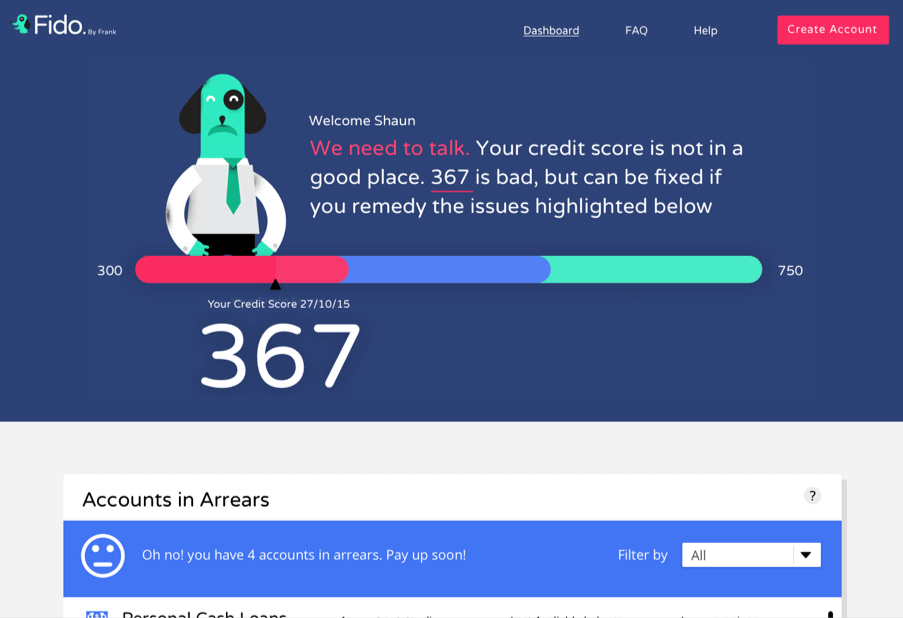 Fido. By Frank
Dashboard
FAQ
Help
Create Account
Welcome Shaun
We need to talk. Your credit score is not in a
good place. 367 is bad, but can be fixed if
you remedy the issues highlighted below
300
750
Your Credit Score 27/10/15
367
Accounts in Arrears
?
Oh no! you have 4 accounts in arrears. Pay up soon!
Filter by
All
Personal Cash Loans